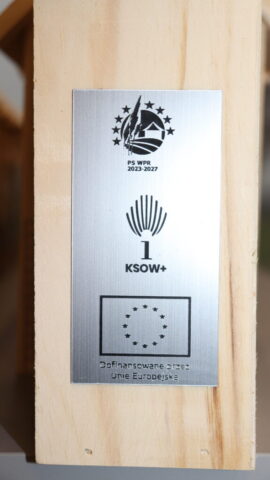 PS WPR
2023-2027
KSOW+
Dofinansowane przez
Unię Europejską